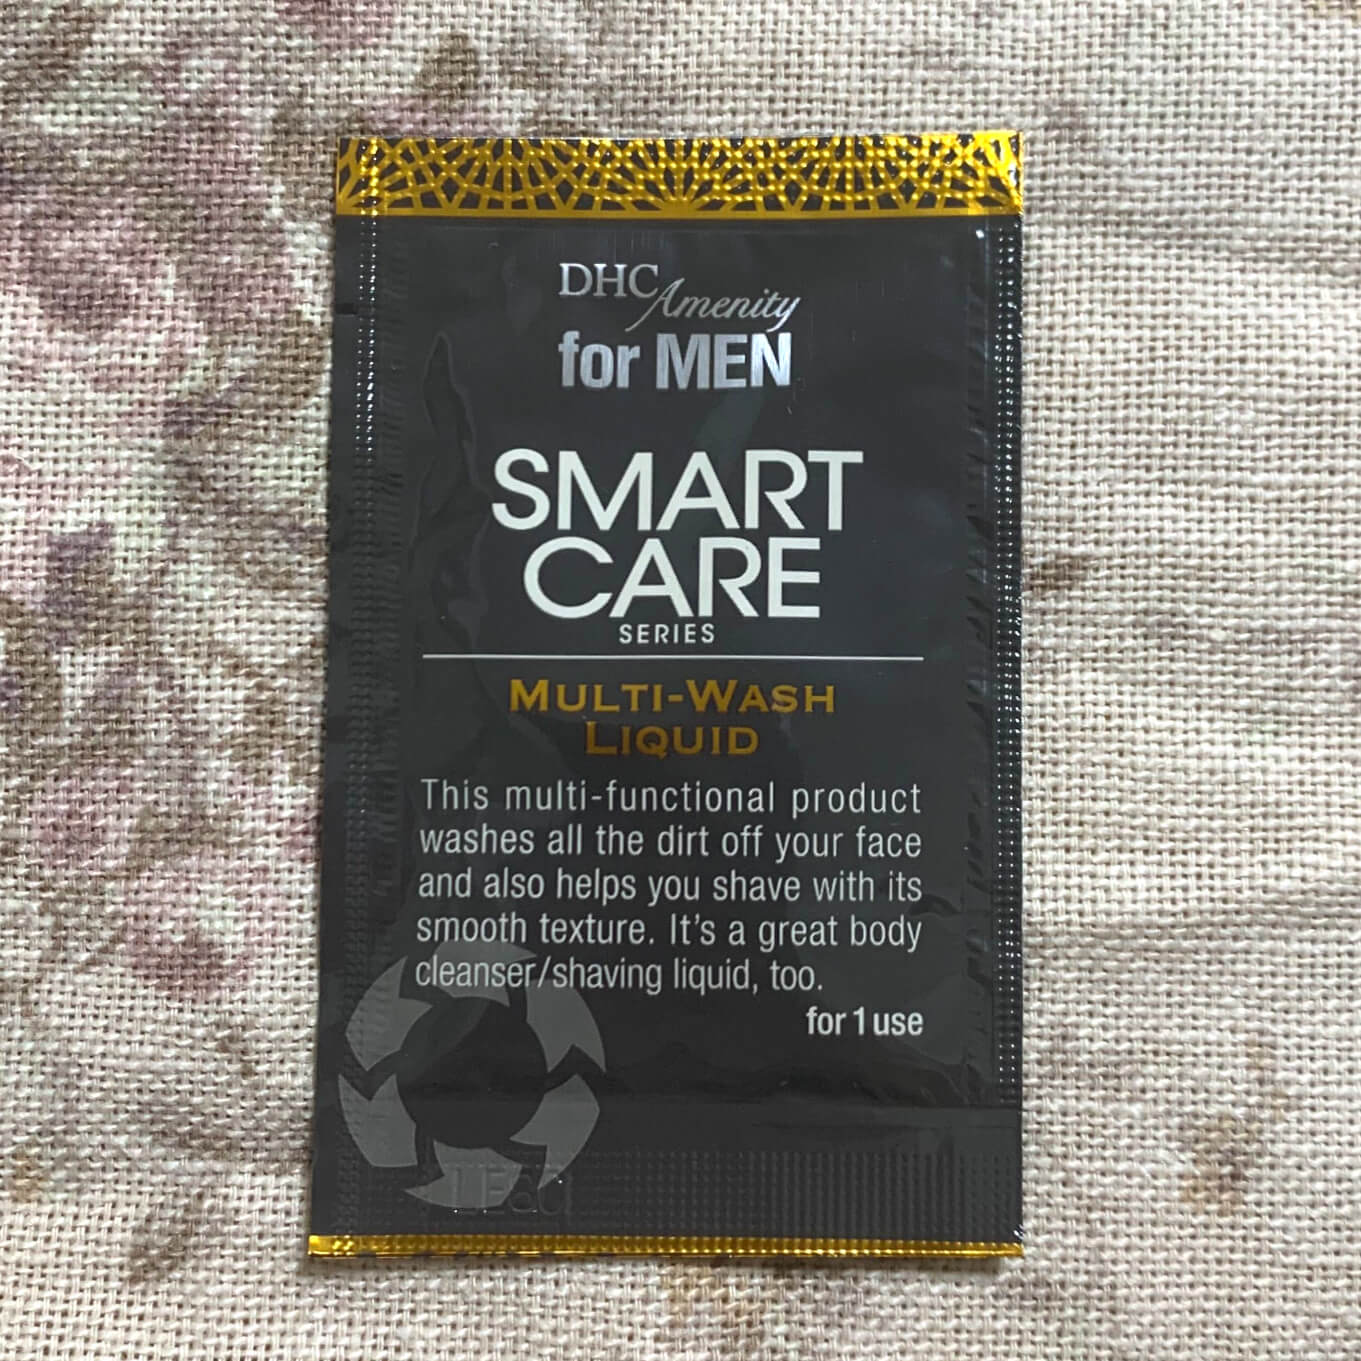 DHC Amenity
for MEN
SMART
CARE
SERIES
MULTI-WASH
LIQUID
This multi-functional product
washes all the dirt off your face
and also helps you shave with its
smooth texture. It's a great body
cleanser/shaving liquid, too.
for 1 use